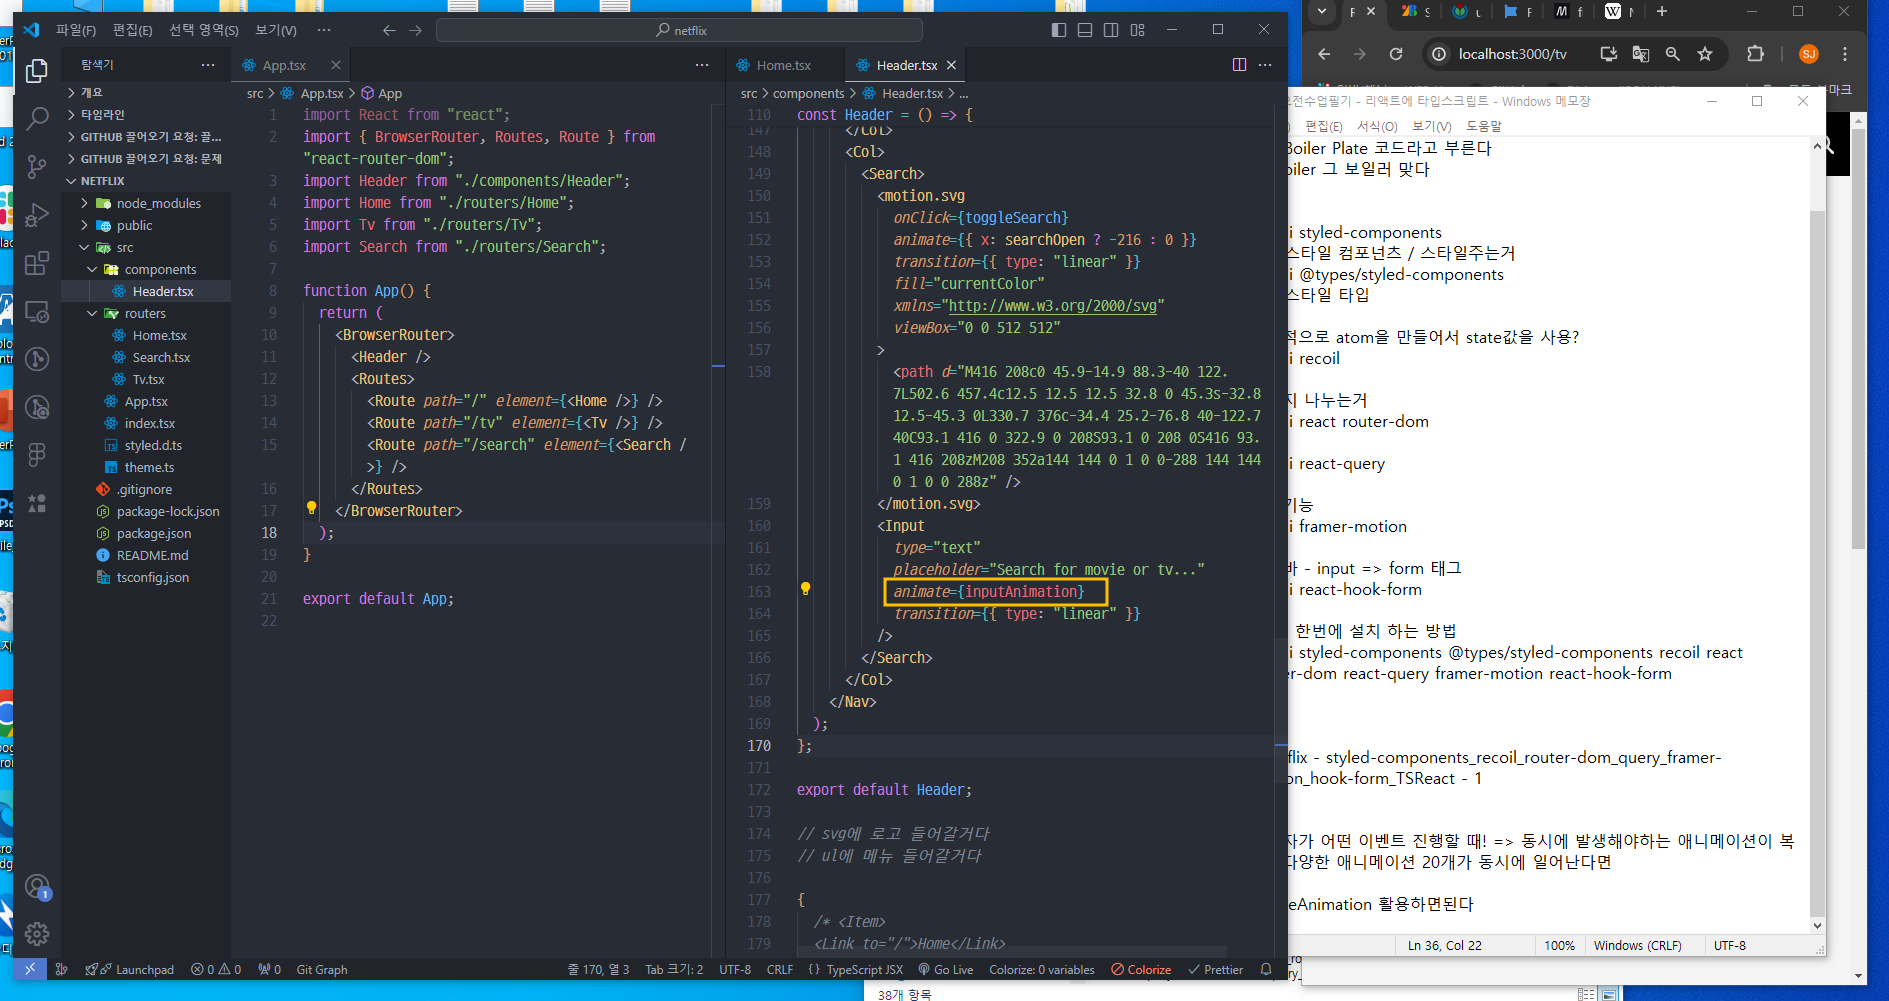 파일(F) 편집(E) 선택 영역(S) 보기(V) ··· netflix
탐색기 ···
개요
타임라인
GITHUB 끌어오기 요청: 끌...
GITHUB 끌어오기 요청: 문제
NETFLIX
node_modules
public
src
components
Header.tsx
routers
Home.tsx
Search.tsx
Tv.tsx
App.tsx
index.tsx
styled.d.ts
theme.ts
.gitignore
package-lock.json
package.json
README.md
tsconfig.json
1
App.tsx
src > App.tsx > App
1 import React from "react";
2 import { BrowserRouter, Routes, Route } from
"react-router-dom";
3 import Header from "./components/Header";
4 import Home from "./routers/Home";
5 import Tv from "./routers/Tv";
6 import Search from "./routers/Search";
7
8 function App() {
9 return (
10 <BrowserRouter>
11 <Header />
12 <Routes>
13 <Route path="/" element={<Home />} />
14 <Route path="/tv" element={<Tv />} />
15 <Route path="/search" element={<Search /
>} />
16 </Routes>
17 </BrowserRouter>
18 );
19 }
20
21 export default App;
22
Home.tsx Header.tsx
src > components > Header.tsx > ...
110 const Header = () => {
147 </Col>
148 <Col>
149 <Search>
150 <motion.svg
151 onClick={toggleSearch}
152 animate={{ x: searchOpen ? -216 : 0 }}
153 transition={{ type: "linear" }}
154 fill="currentColor"
155 xmlns="http://www.w3.org/2000/svg"
156 viewBox="0 0 512 512"
157 >
158 <path d="M416 208c0 45.9-14.9 88.3-40 122.
7L502.6 457.4c12.5 12.5 12.5 32.8 0 45.3s-32.8
12.5-45.3 0L330.7 376c-34.4 25.2-76.8 40-122.7
40C93.1 416 0 322.9 0 208S93.1 0 208 0S416 93.
1 416 208zM208 352a144 144 0 1 0 0-288 144 144
0 1 0 0 288z" />
159 </motion.svg>
160 <Input
161 type="text"
162 placeholder="Search for movie or tv..."
163 animate={inputAnimation}
164 transition={{ type: "linear" }}
165 />
166 </Search>
167 </Col>
168 </Nav>
169 );
170 };
171
172 export default Header;
173
174 // svg에 로고 들어갈거다
175 // ul에 메뉴 들어갈거다
176
177 {
178 /* <Item>
179 <Link to="/">Home</Link>
Launchpad 0 0 0 Git Graph 줄 170, 열 3 Tab 크기: 2 UTF-8 CRLF {} TypeScript JSX Go Live Colorize: 0 variables Colorize Prettier
localhost:3000/tv SJ
수업필기 - 리액트에 타입스크립트 - Windows 메모장
편집(E) 서식(O) 보기(V) 도움말
Boiler Plate 코드라고 부른다
oiler 그 보일러 맞다
i styled-components
스타일 컴포넌츠 / 스타일주는거
i @types/styled-components
스타일 타입
적으로 atom을 만들어서 state값을 사용?
i recoil
지 나누는거
i react router-dom
i react-query
기능
i framer-motion
바 - input => form 태그
i react-hook-form
한번에 설치 하는 방법
i styled-components @types/styled-components recoil react
er-dom react-query framer-motion react-hook-form
flix - styled-components_recoil_router-dom_query_framer-
on_hook-form_TSReact - 1
자가 어떤 이벤트 진행할 때! => 동시에 발생해야하는 애니메이션이 복
다양한 애니메이션 20개가 동시에 일어난다면
eAnimation 활용하면된다
Ln 36, Col 22 100% Windows (CRLF) UTF-8
38개 항목